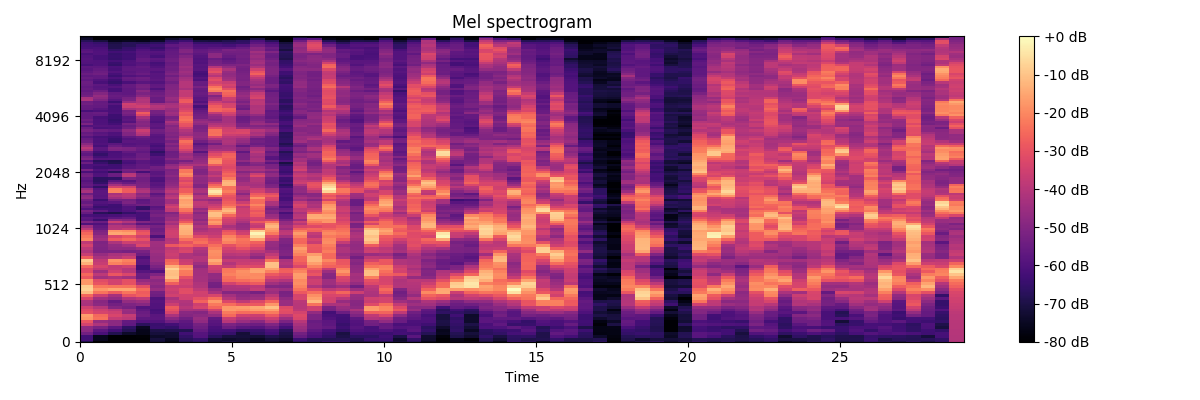 Mel spectrogram
8192
4096
2048
1024
512
0
Hz
0 5 10 15 20 25
Time
+0 dB
-10 dB
-20 dB
-30 dB
-40 dB
-50 dB
-60 dB
-70 dB
-80 dB